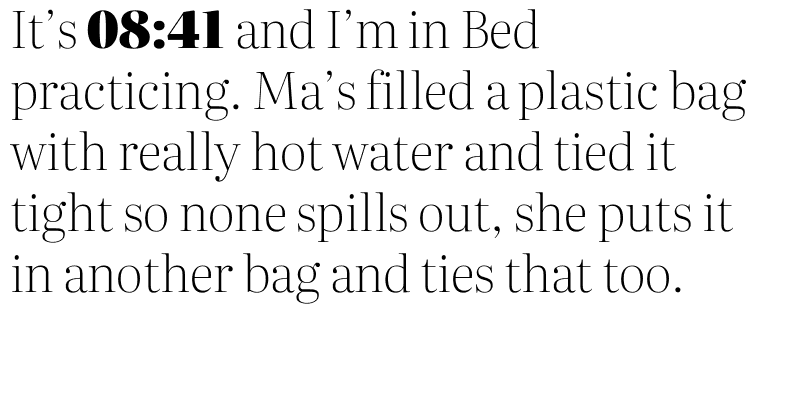 It’s 08:41 and I’m in Bed
practicing. Ma’s filled a plastic bag
with really hot water and tied it
tight so none spills out, she puts it
in another bag and ties that too.